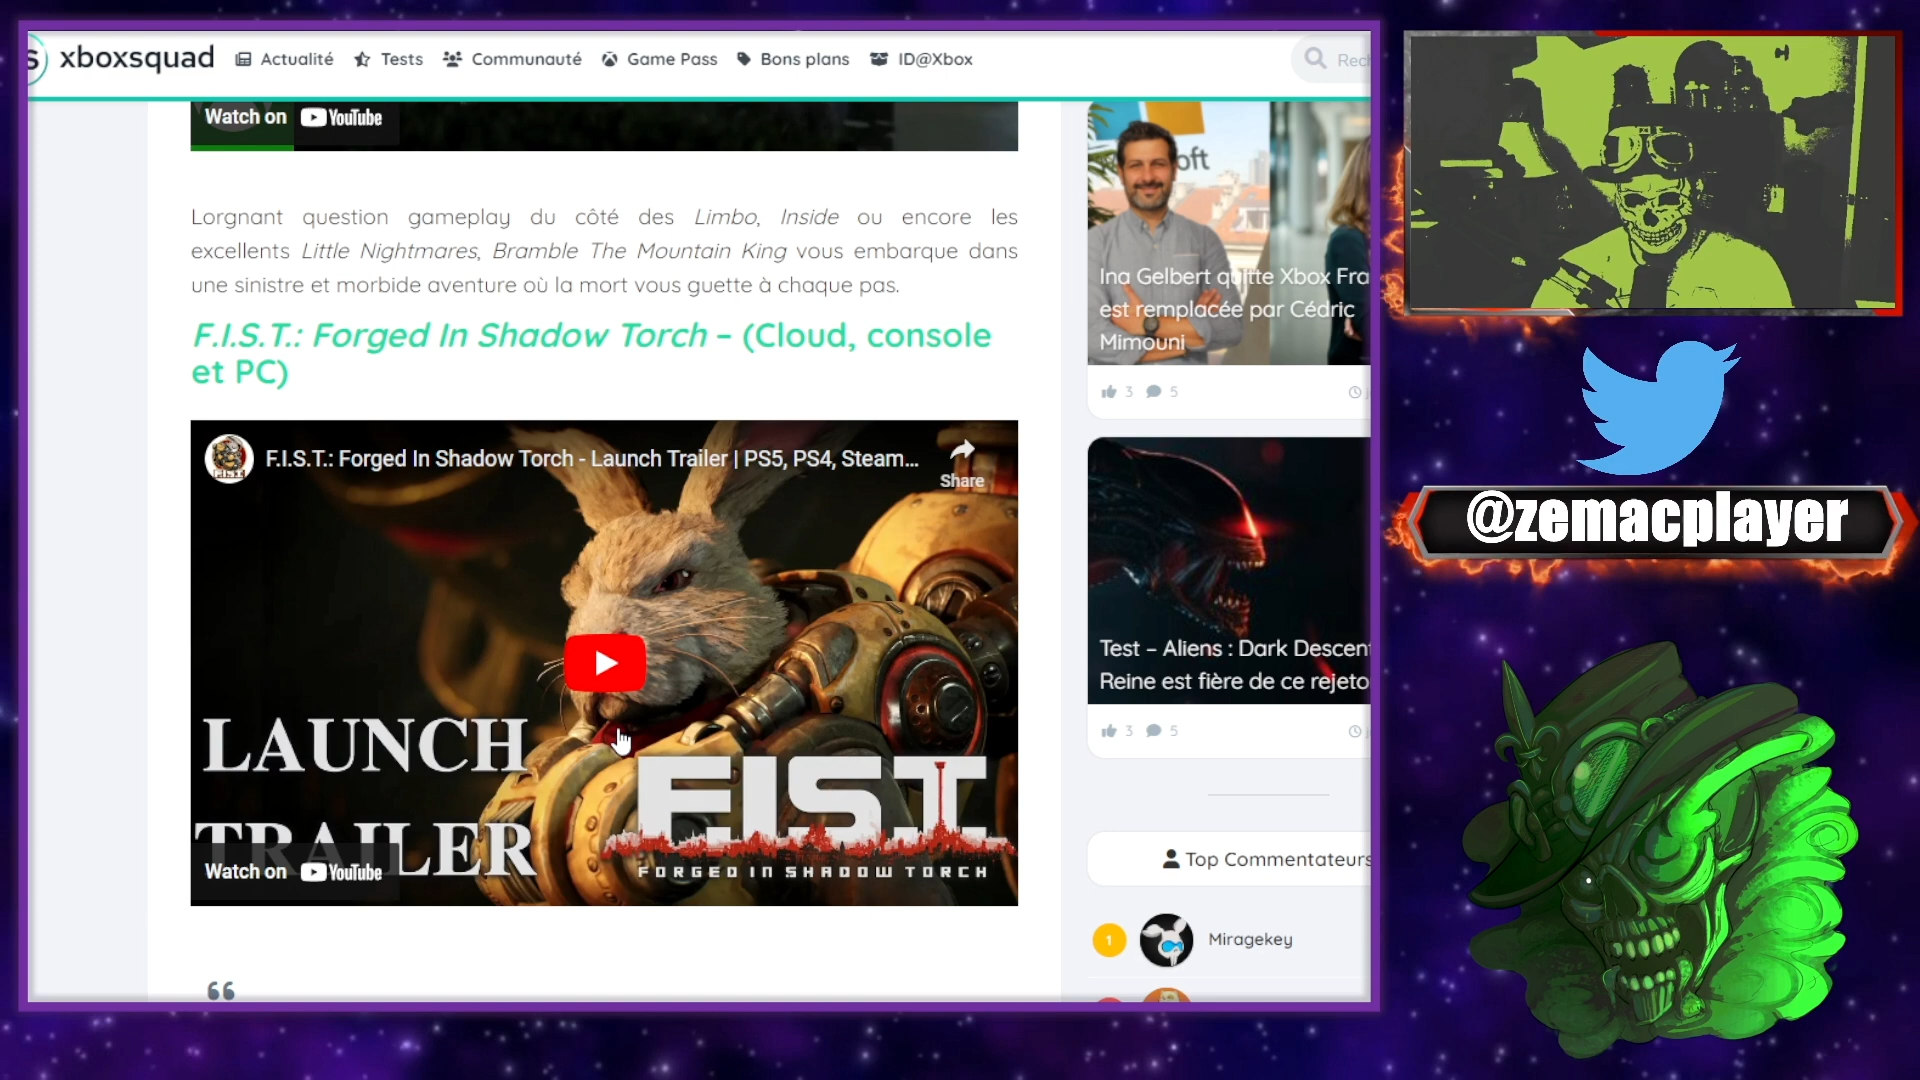 S xboxsquad Actualité Tests Communauté Game Pass Bons plans ID@Xbox Rech
Watch on YouTube
Lorgnant question gameplay du côté des Limbo, Inside ou encore les
excellents Little Nightmares, Bramble The Mountain King vous embarque dans
une sinistre et morbide aventure où la mort vous guette à chaque pas.
F.I.S.T.: Forged In Shadow Torch – (Cloud, console
et PC)
F.I.S.T.: Forged In Shadow Torch - Launch Trailer | PS5, PS4, Steam...
Share
LAUNCH
TRAILER
F.I.S.T
FORGED IN SHADOW TORCH
Watch on YouTube
“
oft
Ina Gelbert quitte Xbox Fra
est remplacée par Cédric
Mimouni
3 5
Test – Aliens : Dark Descent
Reine est fière de ce rejeto
3 5
Top Commentateurs
1 Miragekey
@zemacplayer